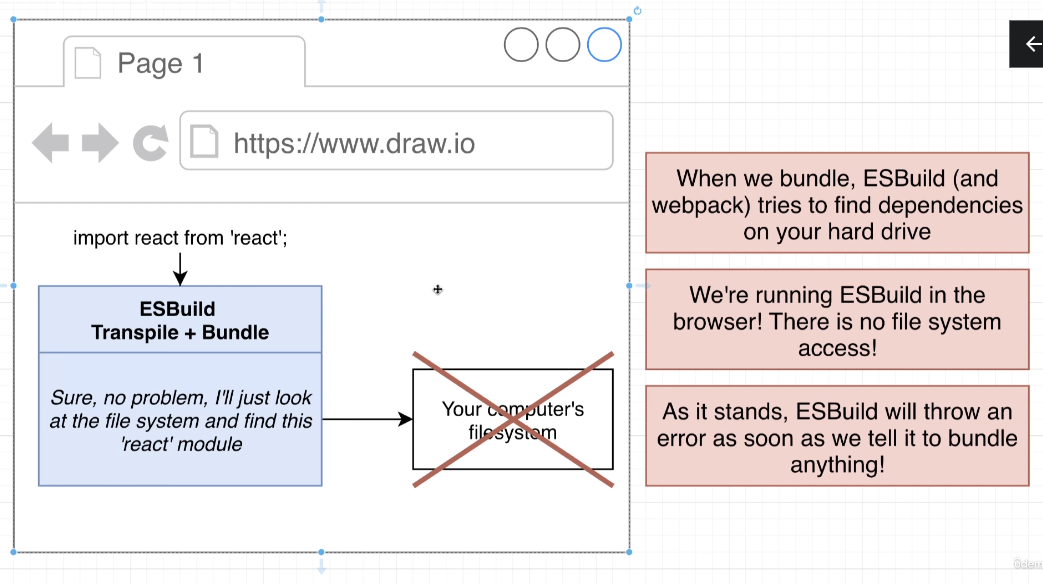 Page 1
https://www.draw.io
import react from 'react';
ESBuild
Transpile + Bundle
Sure, no problem, I'll just look
at the file system and find this
'react' module
Your computer's
filesystem
When we bundle, ESBuild (and
webpack) tries to find dependencies
on your hard drive
We're running ESBuild in the
browser! There is no file system
access!
As it stands, ESBuild will throw an
error as soon as we tell it to bundle
anything!